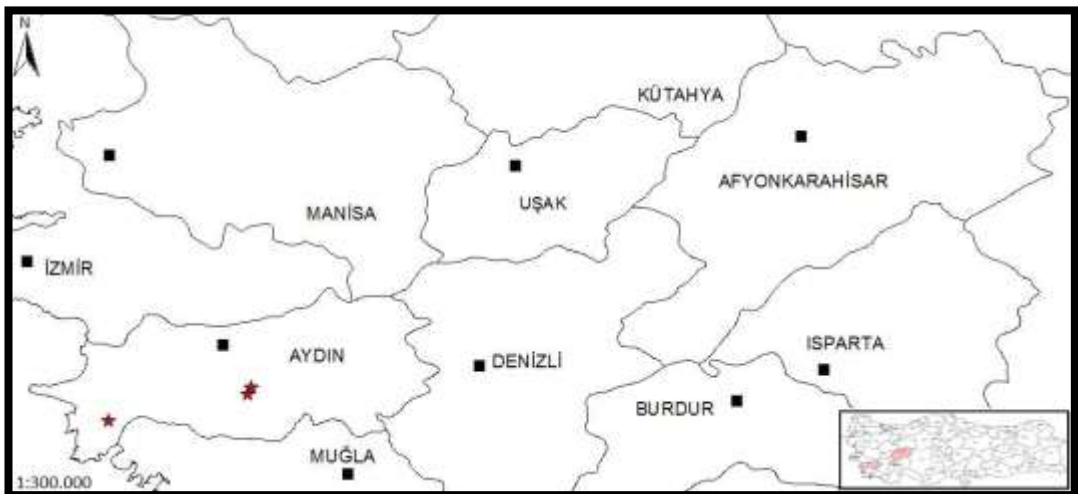 N
KÜTAHYA
AFYONKARAHİSAR
UŞAK
MANİSA
İZMİR
ISPARTA
AYDIN
DENİZLİ
BURDUR
MUĞLA
1:300.000